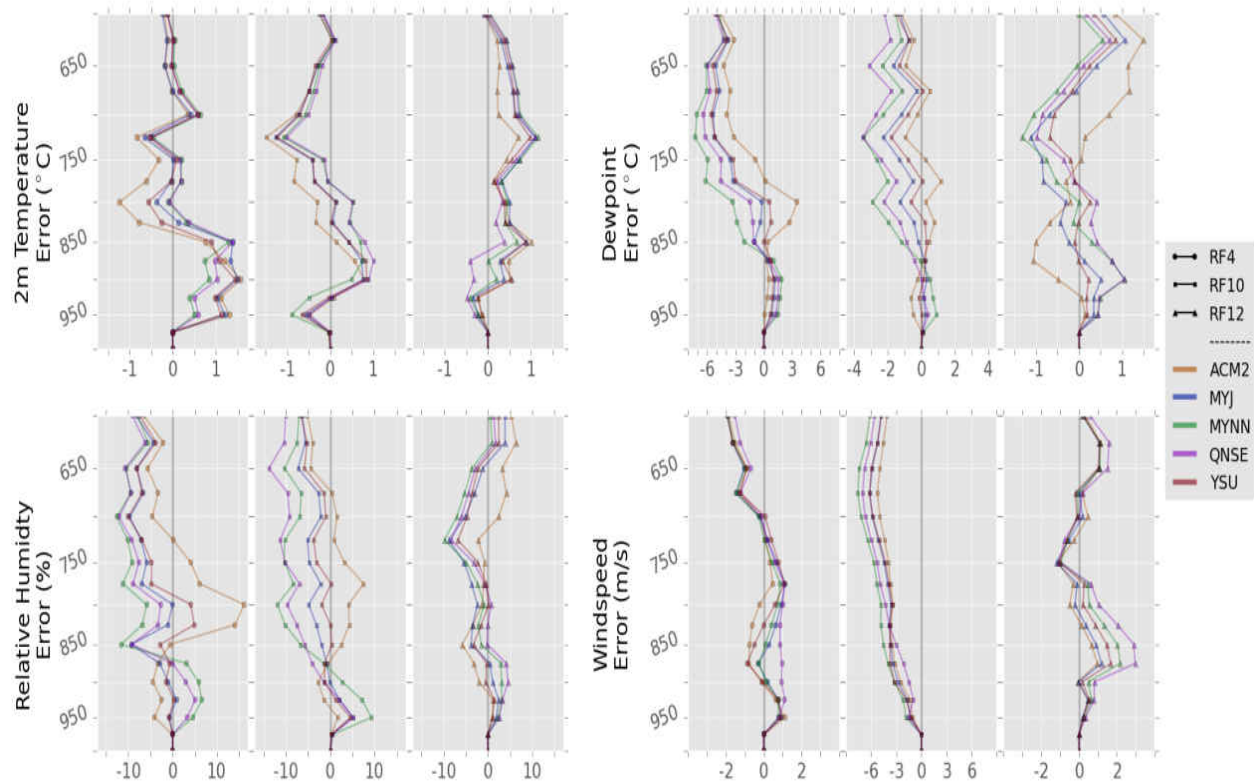 2m Temperature
Error (°C)
650
750
850
950
-1 0 1
-1 0 1
0 10
Dewpoint
Error (°C)
650
750
850
950
-6 -3 0 3 6
-4 -2 0 2 4
-1 0 1
Relative Humidity
Error (%)
650
750
850
950
-10 0 10
-10 0 10
-10 0 10
Windspeed
Error (m/s)
650
750
850
950
-2 0 2
-6 -3 0 3 6
-2 0 2
RF4
RF10
RF12
--------
ACM2
MYJ
MYNN
QNSE
YSU